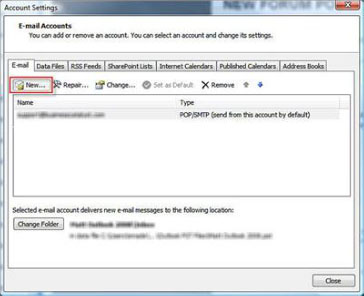 NEW FORUM PO
Account Settings
E-mail Accounts
You can add or remove an account. You can select an account and change its settings.
E-mail Data Files RSS Feeds SharePoint Lists Internet Calendars Published Calendars Address Books
New... Repair... Change... Set as Default Remove
Name Type
POP/SMTP (send from this account by default)
Selected e-mail account delivers new e-mail messages to the following location:
Change Folder
Close